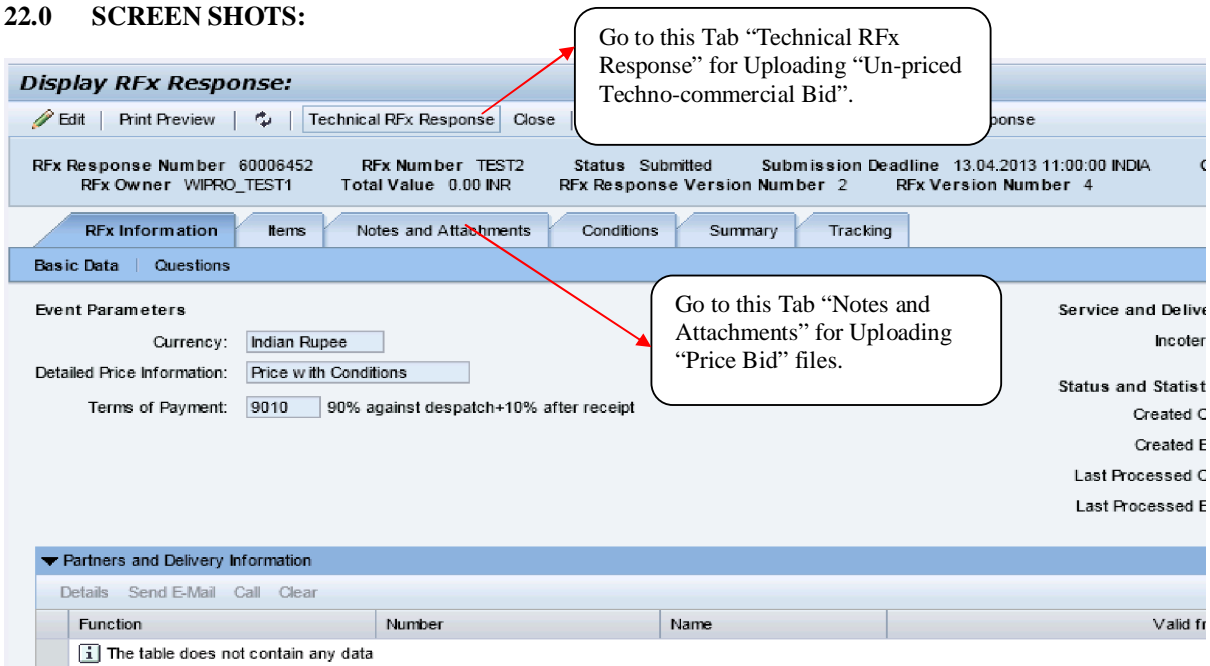 22.0 SCREEN SHOTS:
Go to this Tab “Technical RFx
Response” for Uploading “Un-priced
Techno-commercial Bid”.
Display RFx Response:
Edit | Print Preview | | Technical RFx Response Close |
RFx Response Number 60006452 RFx Number TEST2 Status Submitted Submission Deadline 13.04.2013 11:00:00 INDIA
RFx Owner WIPRO_TEST1 Total Value 0.00 INR RFx Response Version Number 2 RFx Version Number 4
RFx Information Items Notes and Attachments Conditions Summary Tracking
Basic Data | Questions
Go to this Tab “Notes and
Attachments” for Uploading
“Price Bid” files.
Event Parameters
Currency: Indian Rupee
Detailed Price Information: Price with Conditions
Terms of Payment: 9010 90% against despatch+10% after receipt
Service and Delive
Incoter
Status and Statist
Created O
Created B
Last Processed O
Last Processed B
Partners and Delivery Information
Details Send E-Mail Call Clear
Function Number Name Valid fr
The table does not contain any data